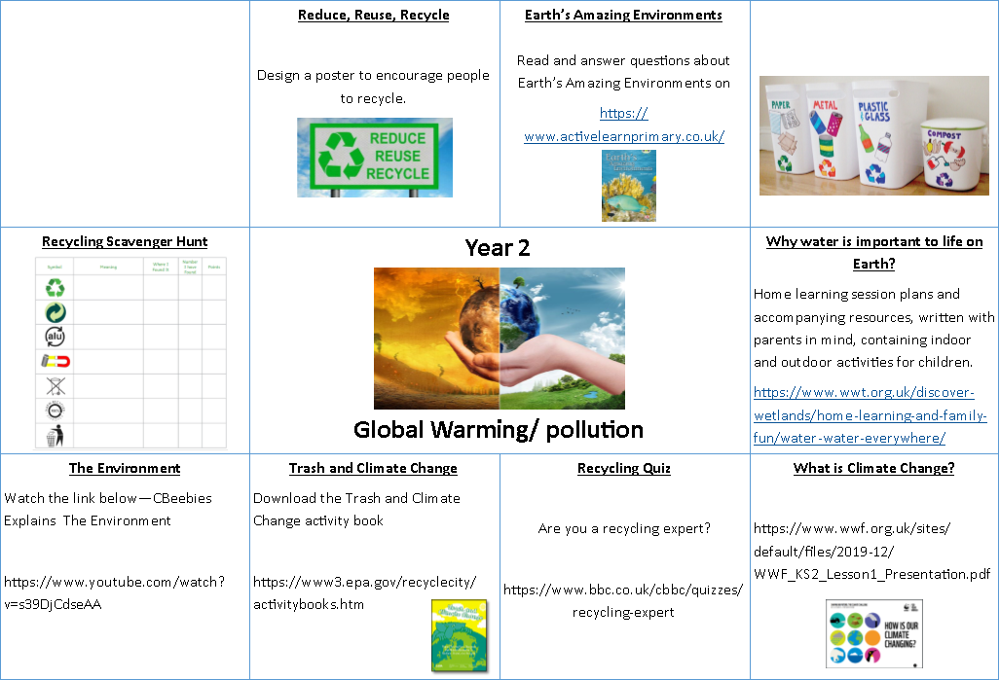 Reduce, Reuse, Recycle
Design a poster to encourage people
to recycle.
REDUCE
REUSE
RECYCLE
Earth's Amazing Environments
Read and answer questions about
Earth's Amazing Environments on
https://
www.activelearnprimary.co.uk/
Earth's
PAPER
METAL
PLASTIC
& GLASS
COMPOST
Recycling Scavenger Hunt
Symbol Meaning Where I Found It Number I have Found Points
alu
Year 2
Global Warming/ pollution
Why water is important to life on
Earth?
Home learning session plans and
accompanying resources, written with
parents in mind, containing indoor
and outdoor activities for children.
https://www.wwt.org.uk/discover-
wetlands/home-learning-and-family-
fun/water-water-everywhere/
The Environment
Watch the link below—CBeebies
Explains The Environment
https://www.youtube.com/watch?
v=s39DjCdseAA
Trash and Climate Change
Download the Trash and Climate
Change activity book
https://www3.epa.gov/recyclecity/
activitybooks.htm
Recycling Quiz
Are you a recycling expert?
https://www.bbc.co.uk/cbbc/quizzes/
recycling-expert
What is Climate Change?
https://www.wwf.org.uk/sites/
default/files/2019-12/
WWF_KS2_Lesson1_Presentation.pdf
HOW IS OUR
CLIMATE
CHANGING?